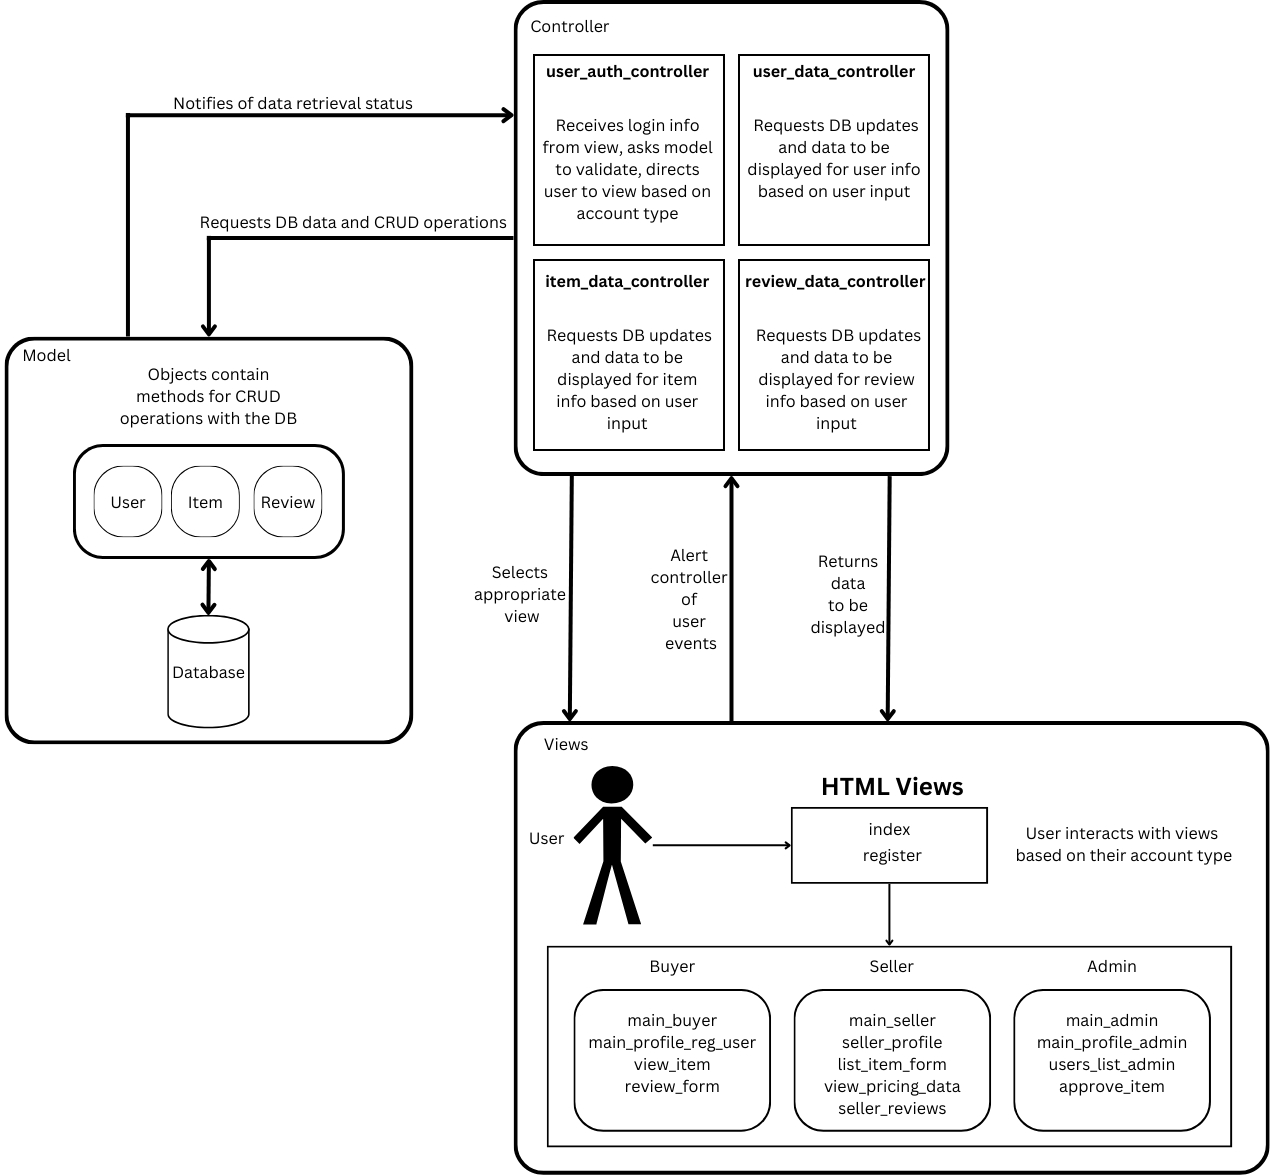 Controller
user_auth_controller
Receives login info
from view, asks model
to validate, directs
user to view based on
account type
user_data_controller
Requests DB updates
and data to be
displayed for user info
based on user input
item_data_controller
Requests DB updates
and data to be
displayed for item
info based on user
input
review_data_controller
Requests DB updates
and data to be
displayed for review
info based on user
input
Notifies of data retrieval status
Requests DB data and CRUD operations
Model
Objects contain
methods for CRUD
operations with the DB
User
Item
Review
Database
Selects
appropriate
view
Alert
controller
of
user
events
Returns
data
to be
displayed
Views
User
HTML Views
index
register
User interacts with views
based on their account type
Buyer
main_buyer
main_profile_reg_user
view_item
review_form
Seller
main_seller
seller_profile
list_item_form
view_pricing_data
seller_reviews
Admin
main_admin
main_profile_admin
users_list_admin
approve_item